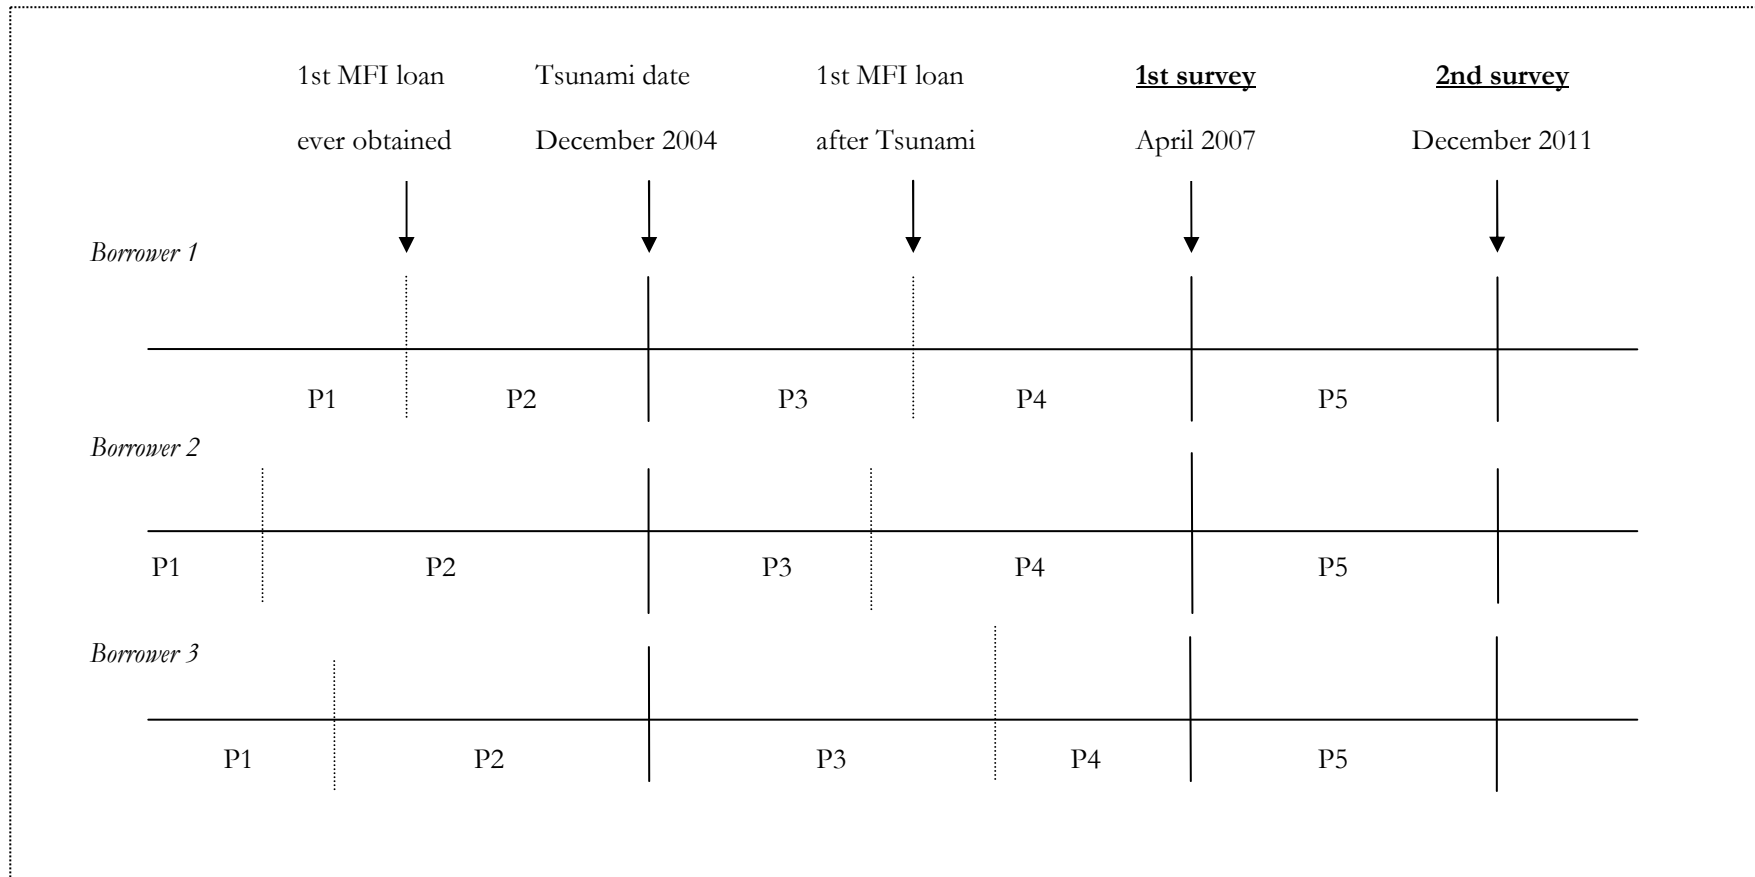 1st MFI loan Tsunami date 1st MFI loan 1st survey 2nd survey
ever obtained December 2004 after Tsunami April 2007 December 2011
Borrower 1
P1 P2 P3 P4 P5
Borrower 2
P1 P2 P3 P4 P5
Borrower 3
P1 P2 P3 P4 P5